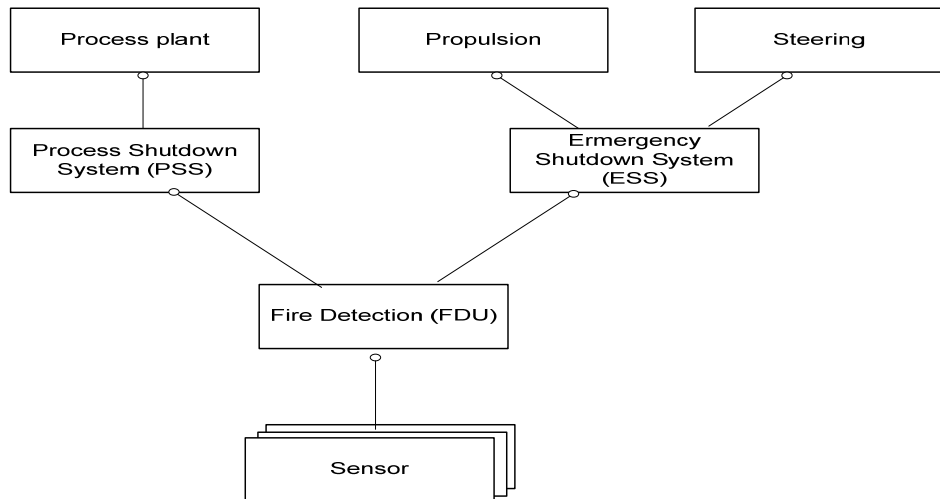 Process plant
Propulsion
Steering
Process Shutdown
System (PSS)
Ermergency
Shutdown System
(ESS)
Fire Detection (FDU)
Sensor